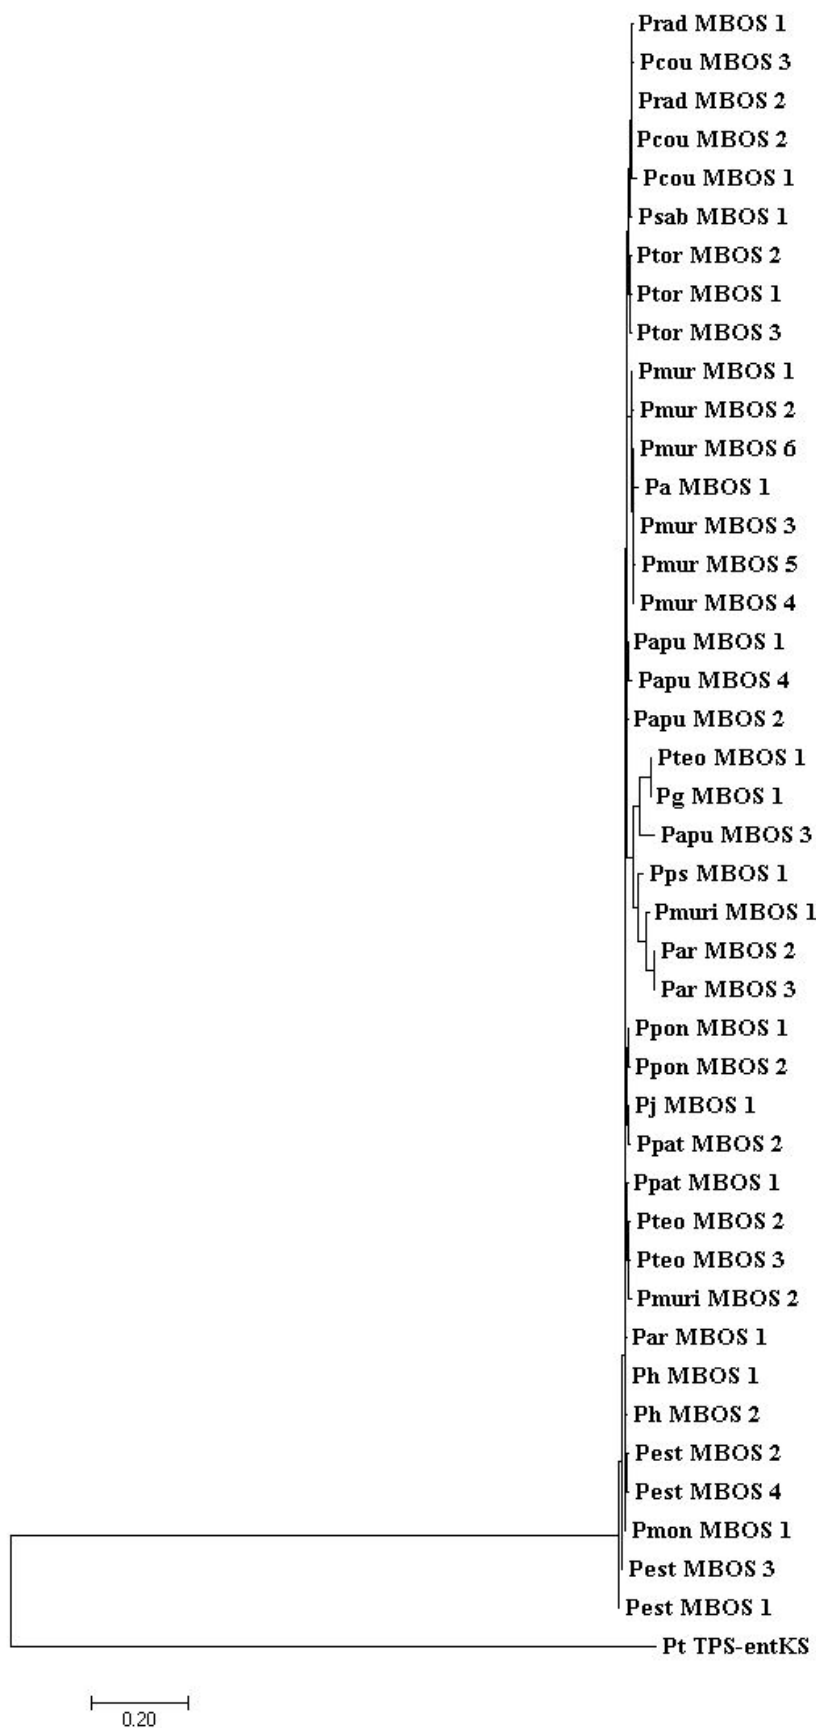 Prad MBOS 1
Pcou MBOS 3
Prad MBOS 2
Pcou MBOS 2
Pcou MBOS 1
Psab MBOS 1
Ptor MBOS 2
Ptor MBOS 1
Ptor MBOS 3
Pmur MBOS 1
Pmur MBOS 2
Pmur MBOS 6
Pa MBOS 1
Pmur MBOS 3
Pmur MBOS 5
Pmur MBOS 4
Papu MBOS 1
Papu MBOS 4
Papu MBOS 2
Pteo MBOS 1
Pg MBOS 1
Papu MBOS 3
Pps MBOS 1
Pmuri MBOS 1
Par MBOS 2
Par MBOS 3
Ppon MBOS 1
Ppon MBOS 2
Pj MBOS 1
Ppat MBOS 2
Ppat MBOS 1
Pteo MBOS 2
Pteo MBOS 3
Pmuri MBOS 2
Par MBOS 1
Ph MBOS 1
Ph MBOS 2
Pest MBOS 2
Pest MBOS 4
Pmon MBOS 1
Pest MBOS 3
Pest MBOS 1
Pt TPS-entKS
0.20